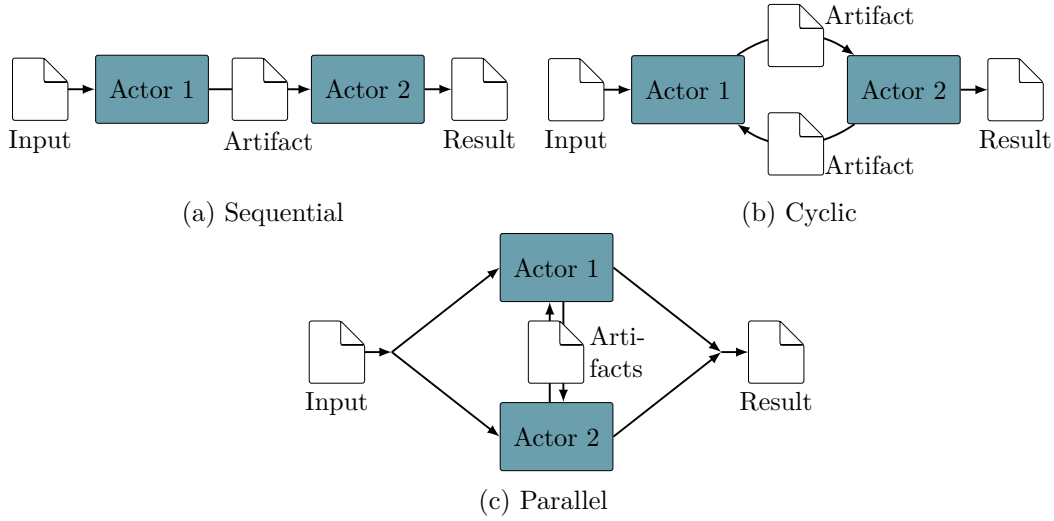 Input
Actor 1
Artifact
Actor 2
Result
(a) Sequential
Input
Actor 1
Artifact
Artifact
Actor 2
Result
(b) Cyclic
Input
Actor 1
Arti-
facts
Actor 2
Result
(c) Parallel